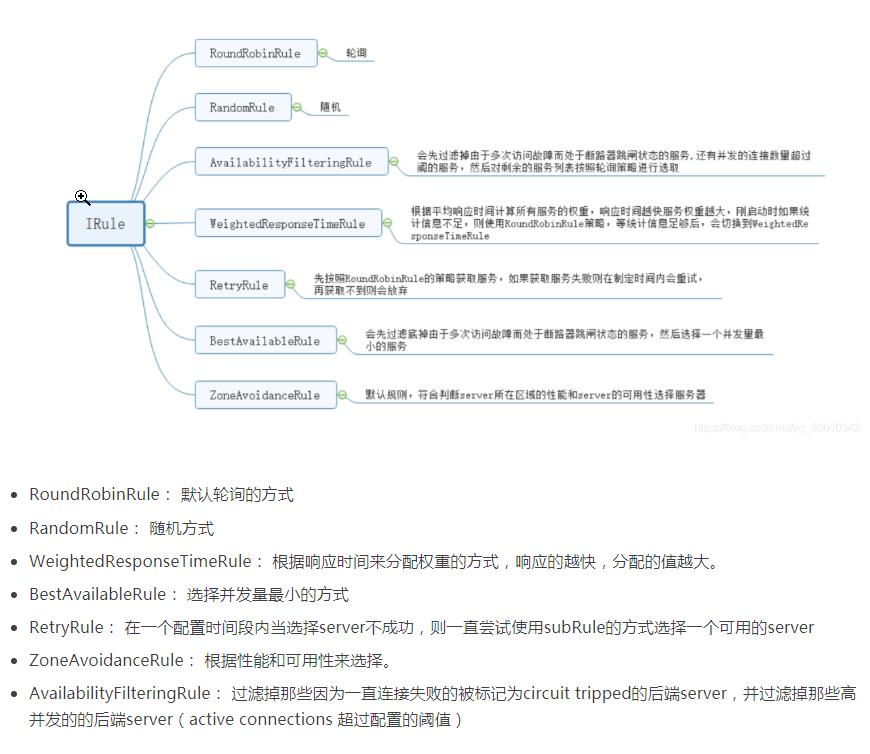 RoundRobinRule
轮询
RandomRule
随机
AvailabilityFilteringRule
会先过滤掉由于多次访问故障而处于断路器跳闸状态的服务,还有并发的连接数量超过
阈的服务，然后对剩余的服务列表按照轮询策略进行选取
IRule
WeightedResponseTimeRule
根据平均响应时间计算所有服务的权重，响应时间越快服务权重越大，刚启动时如果统
计信息不足，则使用RoundRobinRule策略，等统计信息足够后，会切换到WeightedRe
sponseTimeRule
RetryRule
先按照RoundRobinRule的策略获取服务，如果获取服务失败则在制定时间内会重试，
再获取不到则会放弃
BestAvailableRule
会先过滤底掉由于多次访问故障而处于断路器跳闸状态的服务，然后选择一个并发量最
小的服务
ZoneAvoidanceRule
默认规则，符合判断server所在区域的性能和server的可用性选择服务器
https://blog.csdn.net/qq_35010942
RoundRobinRule： 默认轮询的方式
RandomRule： 随机方式
WeightedResponseTimeRule： 根据响应时间来分配权重的方式，响应的越快，分配的值越大。
BestAvailableRule： 选择并发量最小的方式
RetryRule： 在一个配置时间段内当选择server不成功，则一直尝试使用subRule的方式选择一个可用的server
ZoneAvoidanceRule： 根据性能和可用性来选择。
AvailabilityFilteringRule： 过滤掉那些因为一直连接失败的被标记为circuit tripped的后端server，并过滤掉那些高
并发的的后端server（active connections 超过配置的阈值）